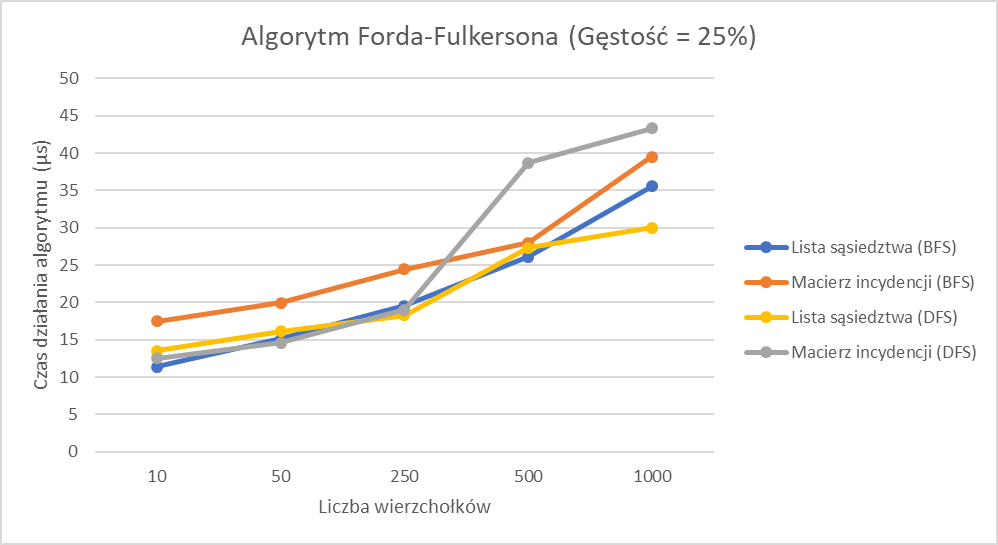 Algorytm Forda-Fulkersona (Gęstość = 25%)
Czas działania algorytmu (µs)
50
45
40
35
30
25
20
15
10
5
0
10 50 250 500 1000
Liczba wierzchołków
Lista sąsiedztwa (BFS)
Macierz incydencji (BFS)
Lista sąsiedztwa (DFS)
Macierz incydencji (DFS)